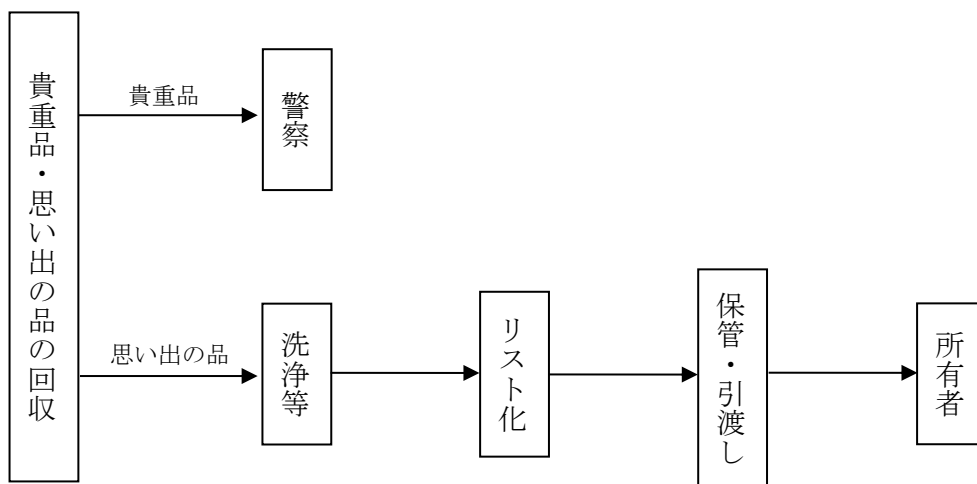 貴重品・思い出の品の回収
貴重品
警察
思い出の品
洗浄等
リスト化
保管・引渡し
所有者